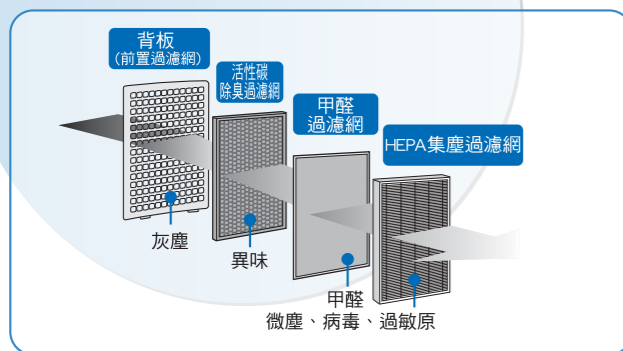 背板
(前置過濾網)
活性碳
除臭過濾網
甲醛
過濾網
HEPA集塵過濾網
灰塵
異味
甲醛
微塵、病毒、過敏原